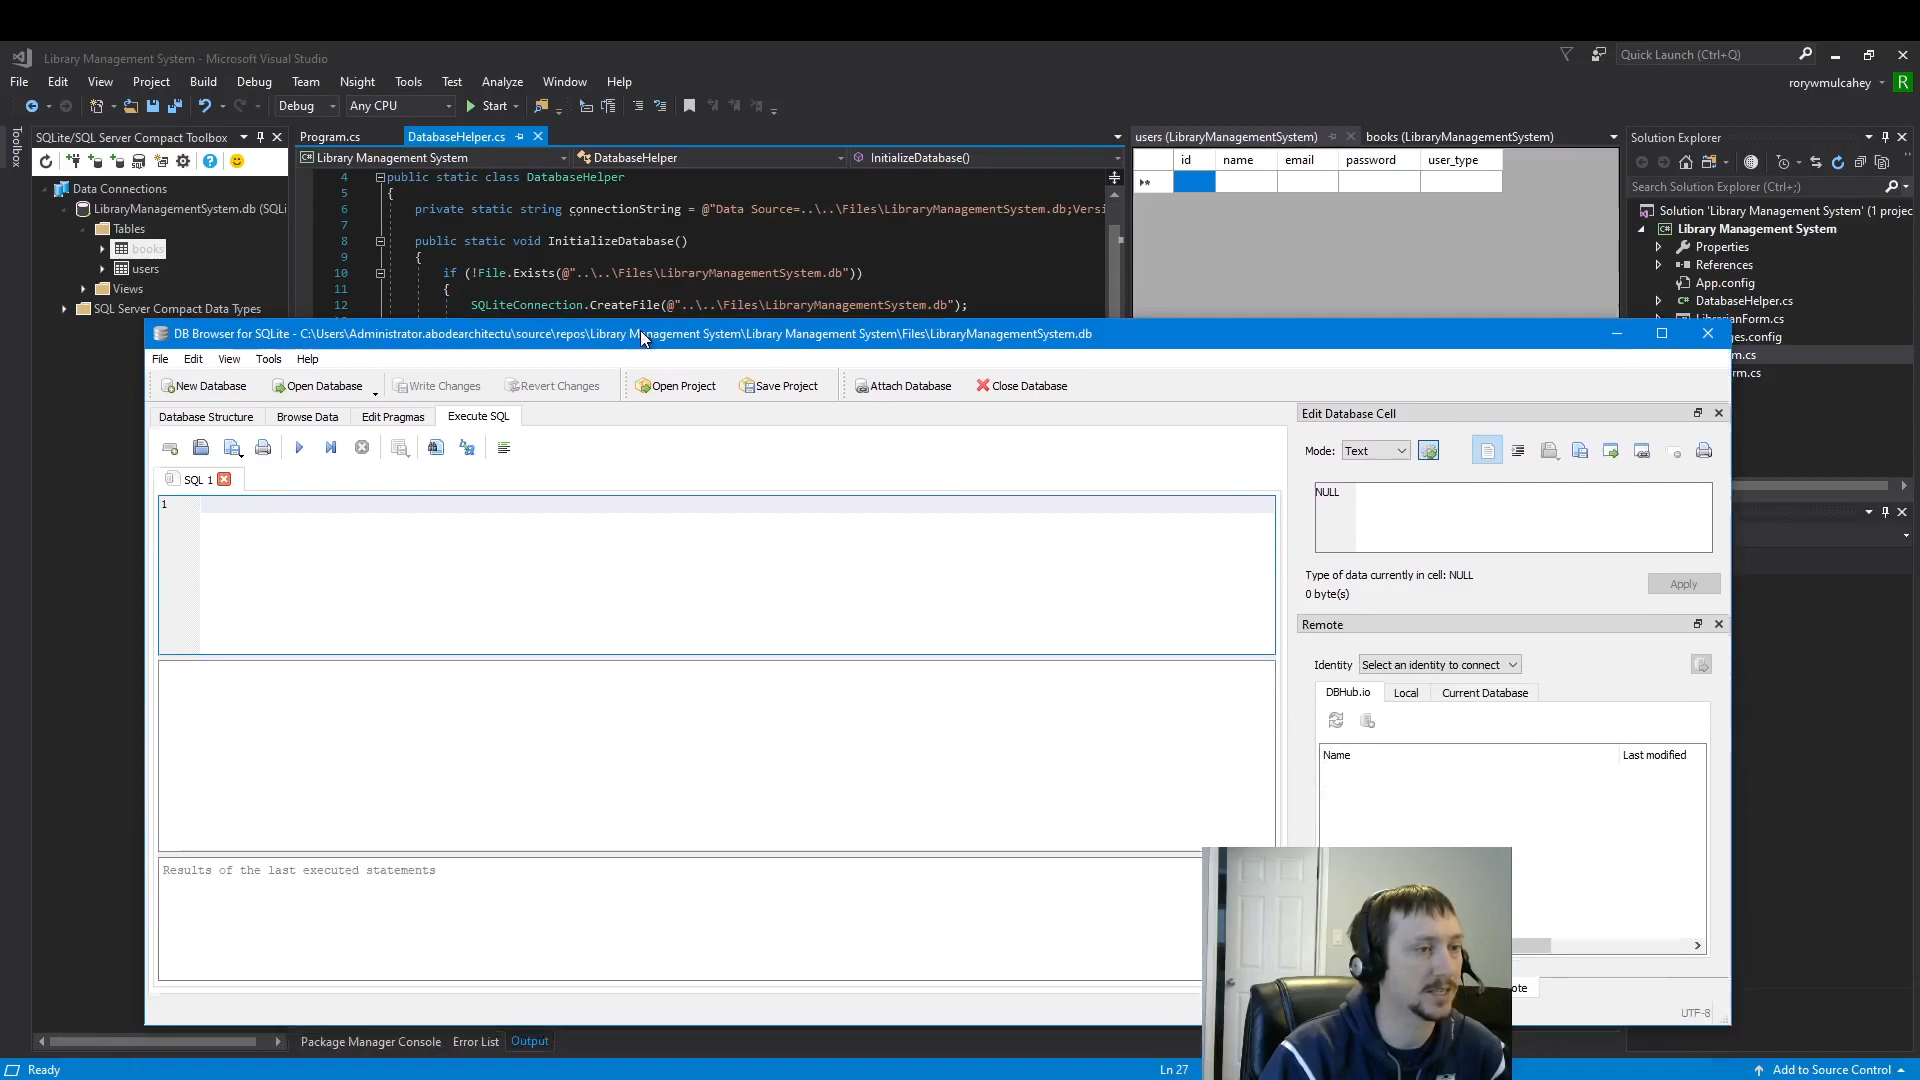 Library Management System - Microsoft Visual Studio
Quick Launch (Ctrl+Q)
File Edit View Project Build Debug Team Nsight Tools Test Analyze Window Help
rorywmulcahey R
Debug Any CPU Start
Toolbox
SQLite/SQL Server Compact Toolbox
Data Connections
LibraryManagementSystem.db (SQLi
Tables
books
users
Views
SQL Server Compact Data Types
Program.cs DatabaseHelper.cs
Library Management System DatabaseHelper InitializeDatabase()
4 public static class DatabaseHelper
5 {
6 private static string connectionString = @"Data Source=..\..\Files\LibraryManagementSystem.db;Versi
7
8 public static void InitializeDatabase()
9 {
10 if (!File.Exists(@"..\..\Files\LibraryManagementSystem.db"))
11 {
12 SQLiteConnection.CreateFile(@"..\..\Files\LibraryManagementSystem.db");
users (LibraryManagementSystem) books (LibraryManagementSystem)
id name email password user_type
Solution Explorer
Search Solution Explorer (Ctrl+;)
Solution 'Library Management System' (1 projec
Library Management System
Properties
References
App.config
DatabaseHelper.cs
LibrarianForm.cs
ges.config
m.cs
rm.cs
DB Browser for SQLite - C:\Users\Administrator.abodearchitectu\source\repos\Library Management System\Library Management System\Files\LibraryManagementSystem.db
File Edit View Tools Help
New Database Open Database Write Changes Revert Changes Open Project Save Project Attach Database Close Database
Database Structure Browse Data Edit Pragmas Execute SQL
SQL 1
1
Results of the last executed statements
Edit Database Cell
Mode: Text
NULL
Type of data currently in cell: NULL
0 byte(s)
Apply
Remote
Identity Select an identity to connect
DBHub.io Local Current Database
Name Last modified
ote
UTF-8
Package Manager Console Error List Output
Ready
Ln 27
Add to Source Control